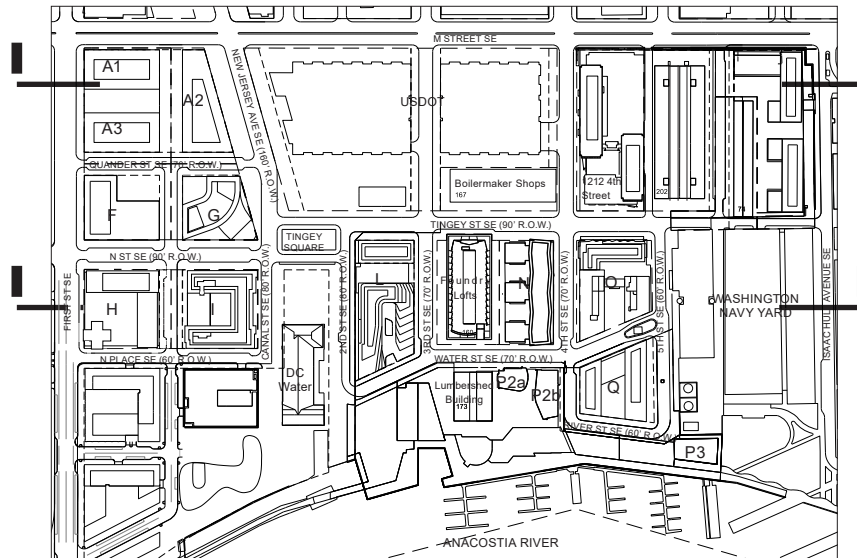 M STREET SE
A1
A2
A3
NEW JERSEY AVE SE (160' R.O.W.)
USDOT
QUANDER ST SE (70' R.O.W.)
Boilermaker Shops
167
1212 4th
Street
202
74
F
G
TINGEY ST SE (90' R.O.W.)
TINGEY
SQUARE
N ST SE (90' R.O.W.)
FIRST ST SE
H
I
CANAL ST SE (80' R.O.W.)
2ND ST SE (60' R.O.W.)
L
3RD ST SE (70' R.O.W.)
Foundry
Lofts
160
N
4TH ST SE (70' R.O.W.)
O
5TH ST SE (60' R.O.W.)
WASHINGTON
NAVY YARD
ISAAC HULL AVENUE SE
N PLACE SE (60' R.O.W.)
DC
Water
WATER ST SE (70' R.O.W.)
Lumbershed
Building
173
P2a
P2b
Q
RIVER ST SE (60' R.O.W.)
P3
ANACOSTIA RIVER